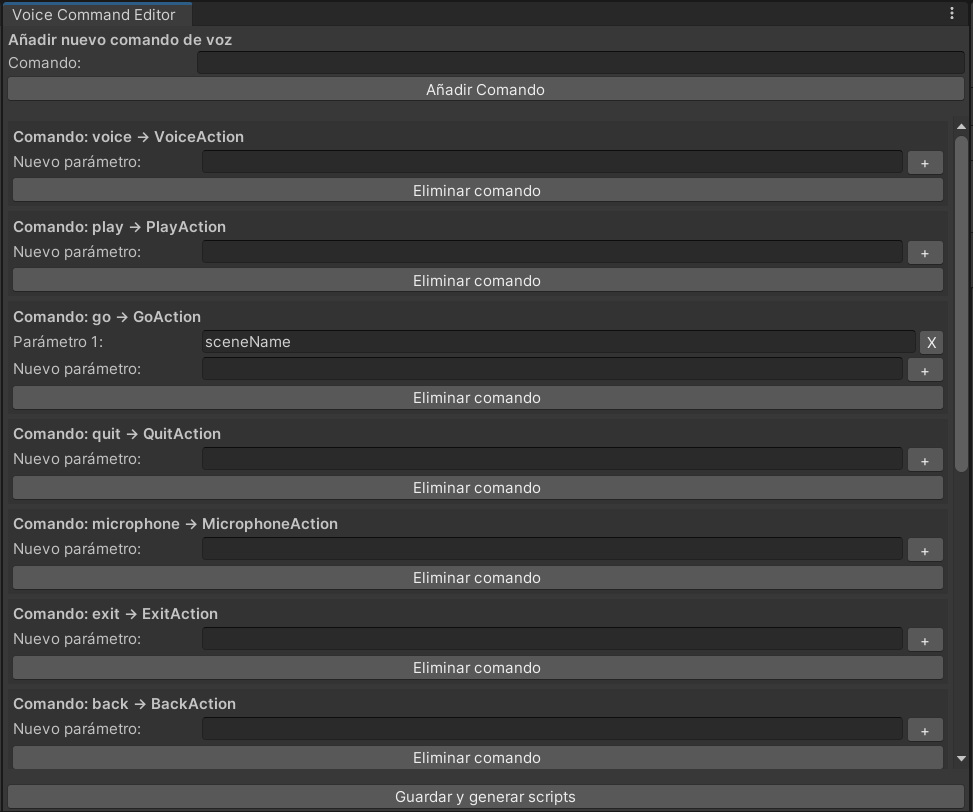 Voice Command Editor
Añadir nuevo comando de voz
Comando:
Añadir Comando
Comando: voice → VoiceAction
Nuevo parámetro: +
Eliminar comando
Comando: play → PlayAction
Nuevo parámetro: +
Eliminar comando
Comando: go → GoAction
Parámetro 1: sceneName X
Nuevo parámetro: +
Eliminar comando
Comando: quit → QuitAction
Nuevo parámetro: +
Eliminar comando
Comando: microphone → MicrophoneAction
Nuevo parámetro: +
Eliminar comando
Comando: exit → ExitAction
Nuevo parámetro: +
Eliminar comando
Comando: back → BackAction
Nuevo parámetro: +
Eliminar comando
Guardar y generar scripts